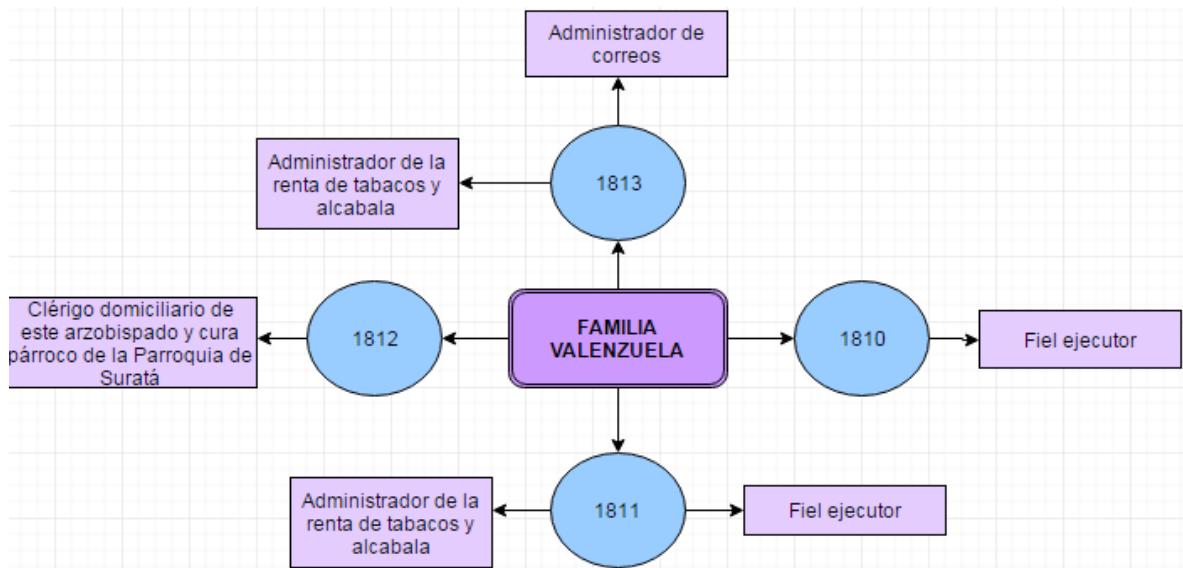 Administrador de
correos
1813
Administrador de la
renta de tabacos y
alcabala
Clérigo domiciliario de
este arzobispado y cura
párroco de la Parroquia de
Suratá
1812
FAMILIA
VALENZUELA
1810
Fiel ejecutor
Administrador de la
renta de tabacos y
alcabala
1811
Fiel ejecutor